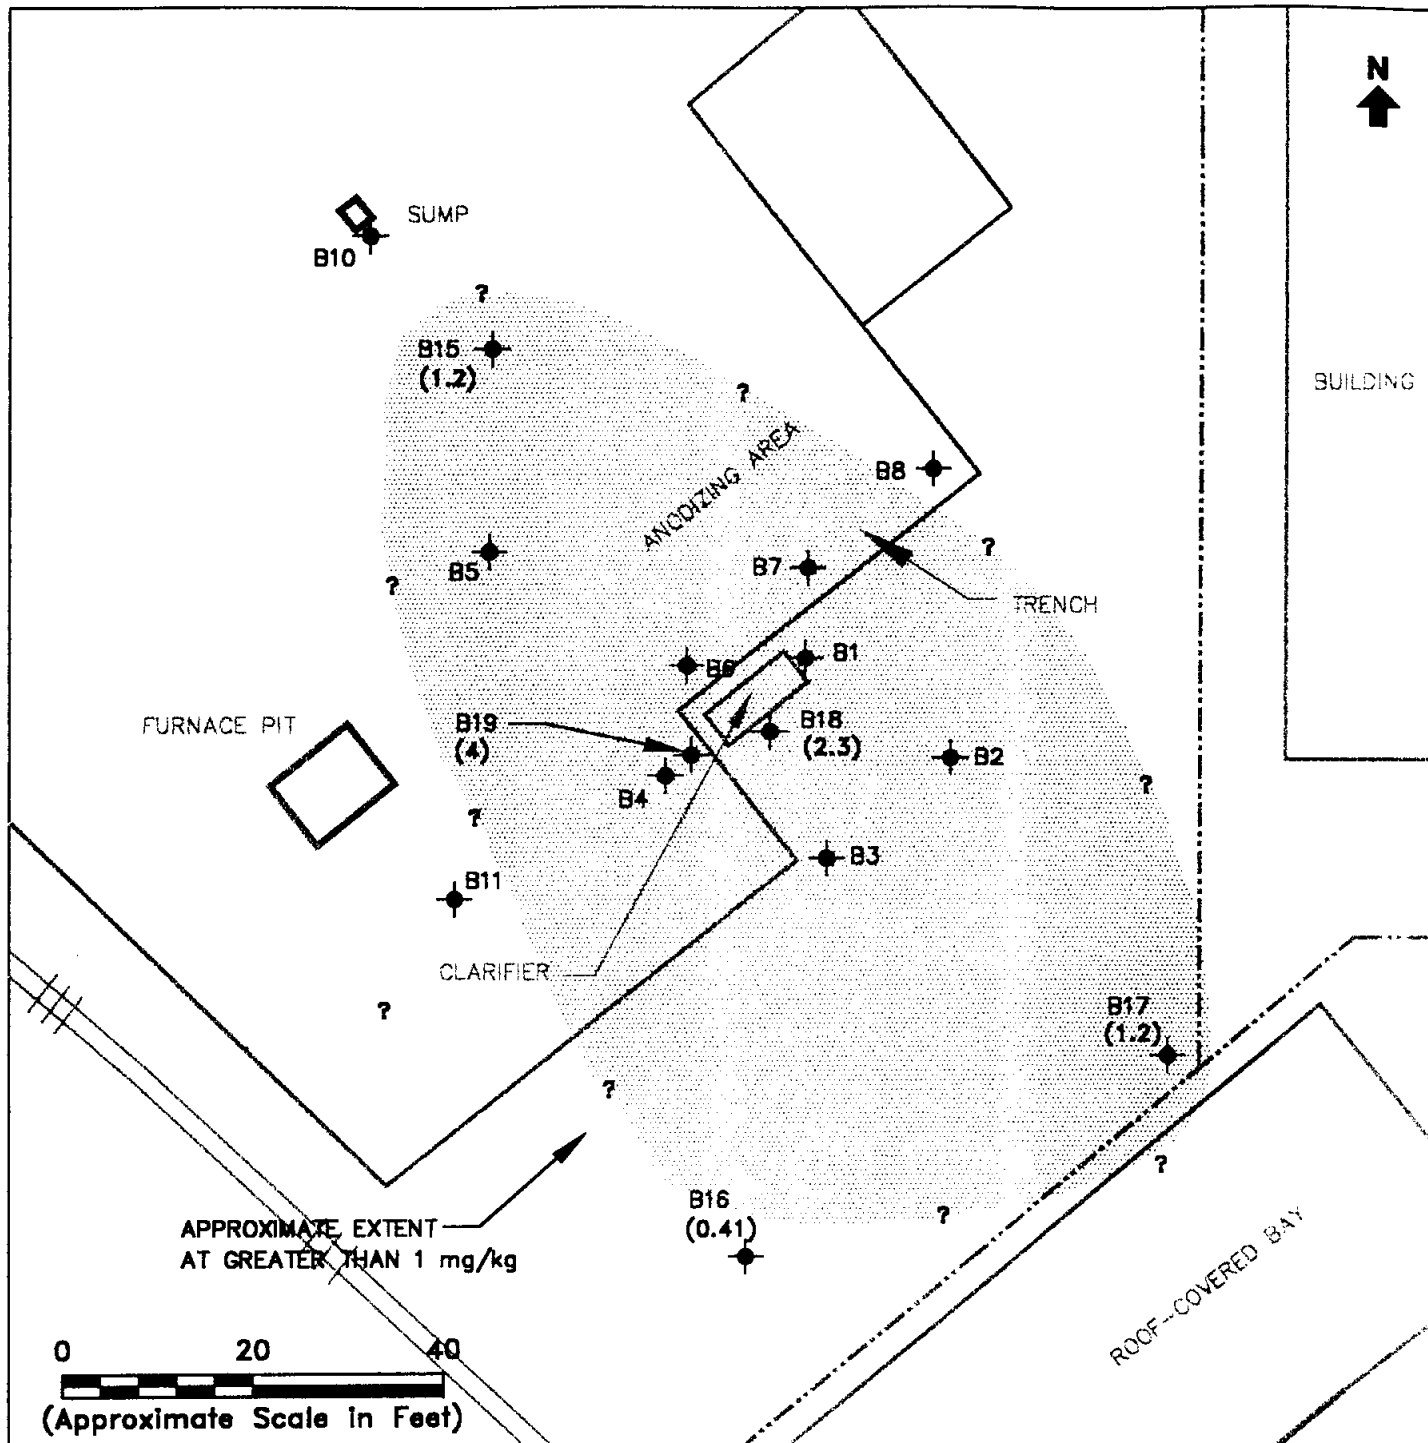 N
SUMP
B10
?
B15
(1.2)
?
BUILDING
ANODIZING AREA
B8
?
B7
B5
?
TRENCH
B1
B6
FURNACE PIT
B19
(4)
B18
(2.3)
B2
?
B4
?
B3
B11
CLARIFIER
?
B17
(1.2)
?
?
B16
(0.41)
?
APPROXIMATE EXTENT
AT GREATER THAN 1 mg/kg
ROOF-COVERED BAY
0 20 40
(Approximate Scale in Feet)